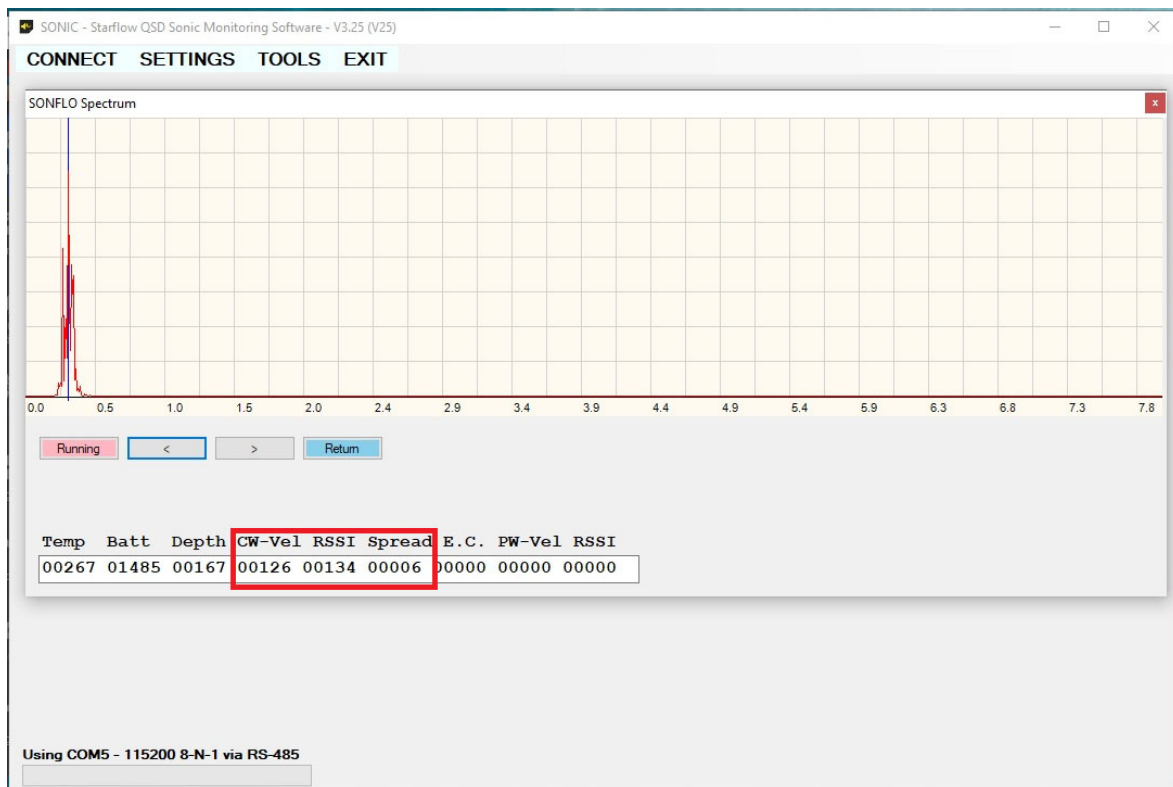 SONIC - Starflow QSD Sonic Monitoring Software - V3.25 (V25)
CONNECT SETTINGS TOOLS EXIT
SONFLO Spectrum
x
0.0 0.5 1.0 1.5 2.0 2.4 2.9 3.4 3.9 4.4 4.9 5.4 5.9 6.3 6.8 7.3 7.8
Running < > Return
Temp Batt Depth CW-Vel RSSI Spread E.C. PW-Vel RSSI
00267 01485 00167 00126 00134 00006 00000 00000 00000
Using COM5 - 115200 8-N-1 via RS-485